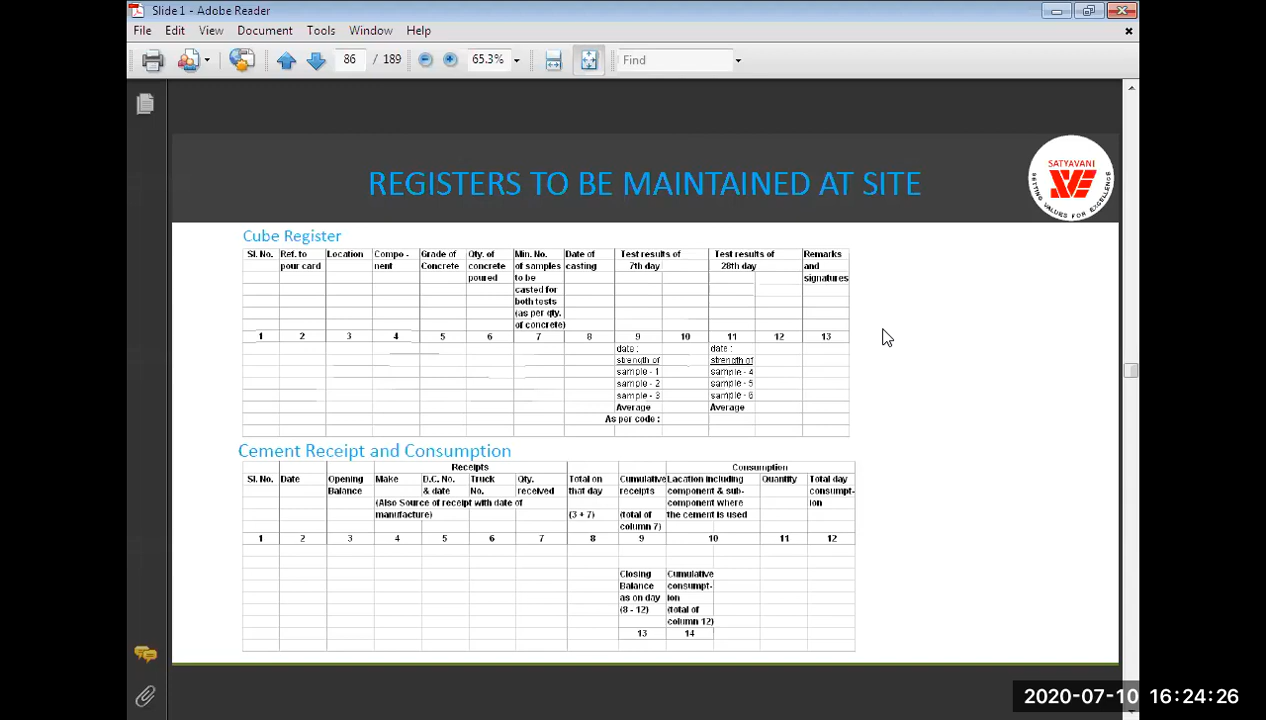 Slide 1 - Adobe Reader
File Edit View Document Tools Window Help
86 / 189 65.3% Find
REGISTERS TO BE MAINTAINED AT SITE
SATYAVANI
SETTING VALUES FOR EXCELLENCE
Cube Register
Sl. No. Ref. to Location Compo - Grade of Qty. of Min. No. Date of Test results of Test results of Remarks
pour card nent Concrete concrete of samples casting 7th day 28th day and
poured to be signatures
casted for
both tests
(as per qty.
of concrete)
1 2 3 4 5 6 7 8 9 10 11 12 13
date : date :
strength of strength of
sample - 1 sample - 4
sample - 2 sample - 5
sample - 3 sample - 6
Average Average
As per code :
Cement Receipt and Consumption
Receipts Consumption
Sl. No. Date Opening Make D.C. No. Truck Qty. Total on Cumulative Lacation including Quantity Total day
Balance & date No. received that day receipts component & sub- consumpt-
(Also Source of receipt with date of component where ion
manufacture) (3 + 7) (total of the cement is used
column 7)
1 2 3 4 5 6 7 8 9 10 11 12
Closing Cumulative
Balance consumpt-
as on day ion
(8 - 12) (total of
column 12)
13 14
2020-07-10 16:24:26